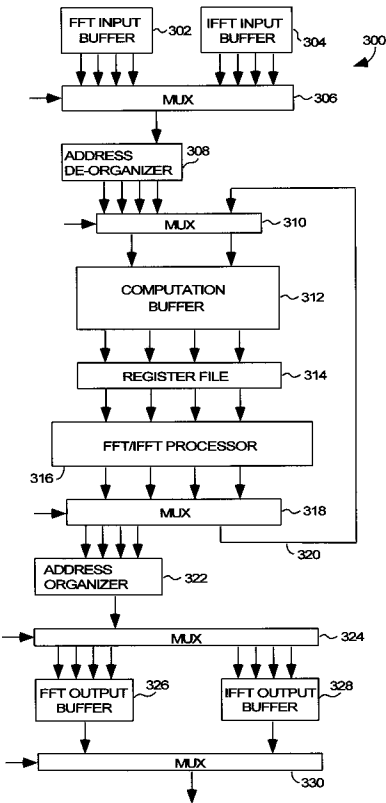 FFT INPUT
BUFFER
302
IFFT INPUT
BUFFER
304
300
MUX
306
ADDRESS
DE-ORGANIZER
308
MUX
310
COMPUTATION
BUFFER
312
REGISTER FILE
314
FFT/IFFT PROCESSOR
316
MUX
318
320
ADDRESS
ORGANIZER
322
MUX
324
FFT OUTPUT
BUFFER
326
IFFT OUTPUT
BUFFER
328
MUX
330